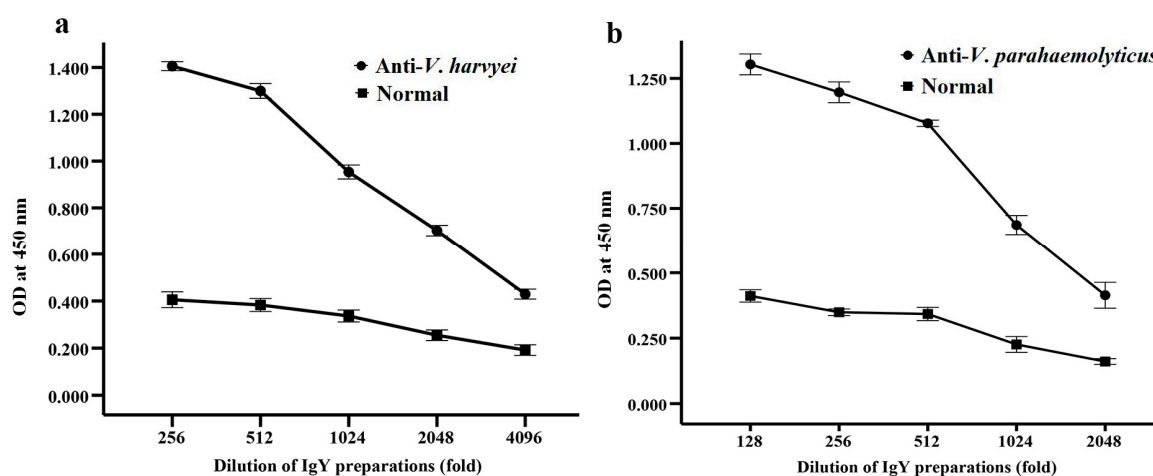 a
OD at 450 nm
1.400
1.200
1.000
0.800
0.600
0.400
0.200
0.000
Anti-V. harvyei
Normal
256 512 1024 2048 4096
Dilution of IgY preparations (fold)
b
OD at 450 nm
1.250
1.000
0.750
0.500
0.250
0.000
Anti-V. parahaemolyticus
Normal
128 256 512 1024 2048
Dilution of IgY preparations (fold)